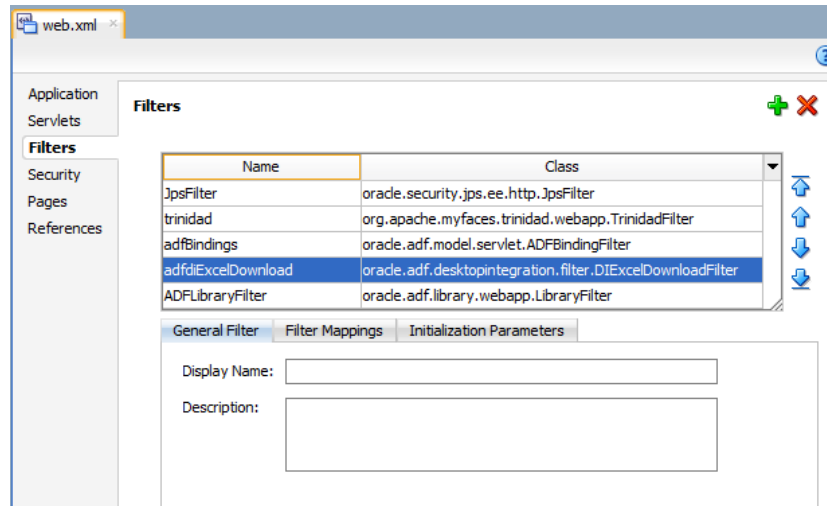 web.xml
Application
Servlets
Filters
Security
Pages
References
Filters
Name Class
JpsFilter oracle.security.jps.ee.http.JpsFilter
trinidad org.apache.myfaces.trinidad.webapp.TrinidadFilter
adfBindings oracle.adf.model.servlet.ADFBindingFilter
adfdiExcelDownload oracle.adf.desktopintegration.filter.DIExcelDownloadFilter
ADFLibraryFilter oracle.adf.library.webapp.LibraryFilter
General Filter Filter Mappings Initialization Parameters
Display Name:
Description: